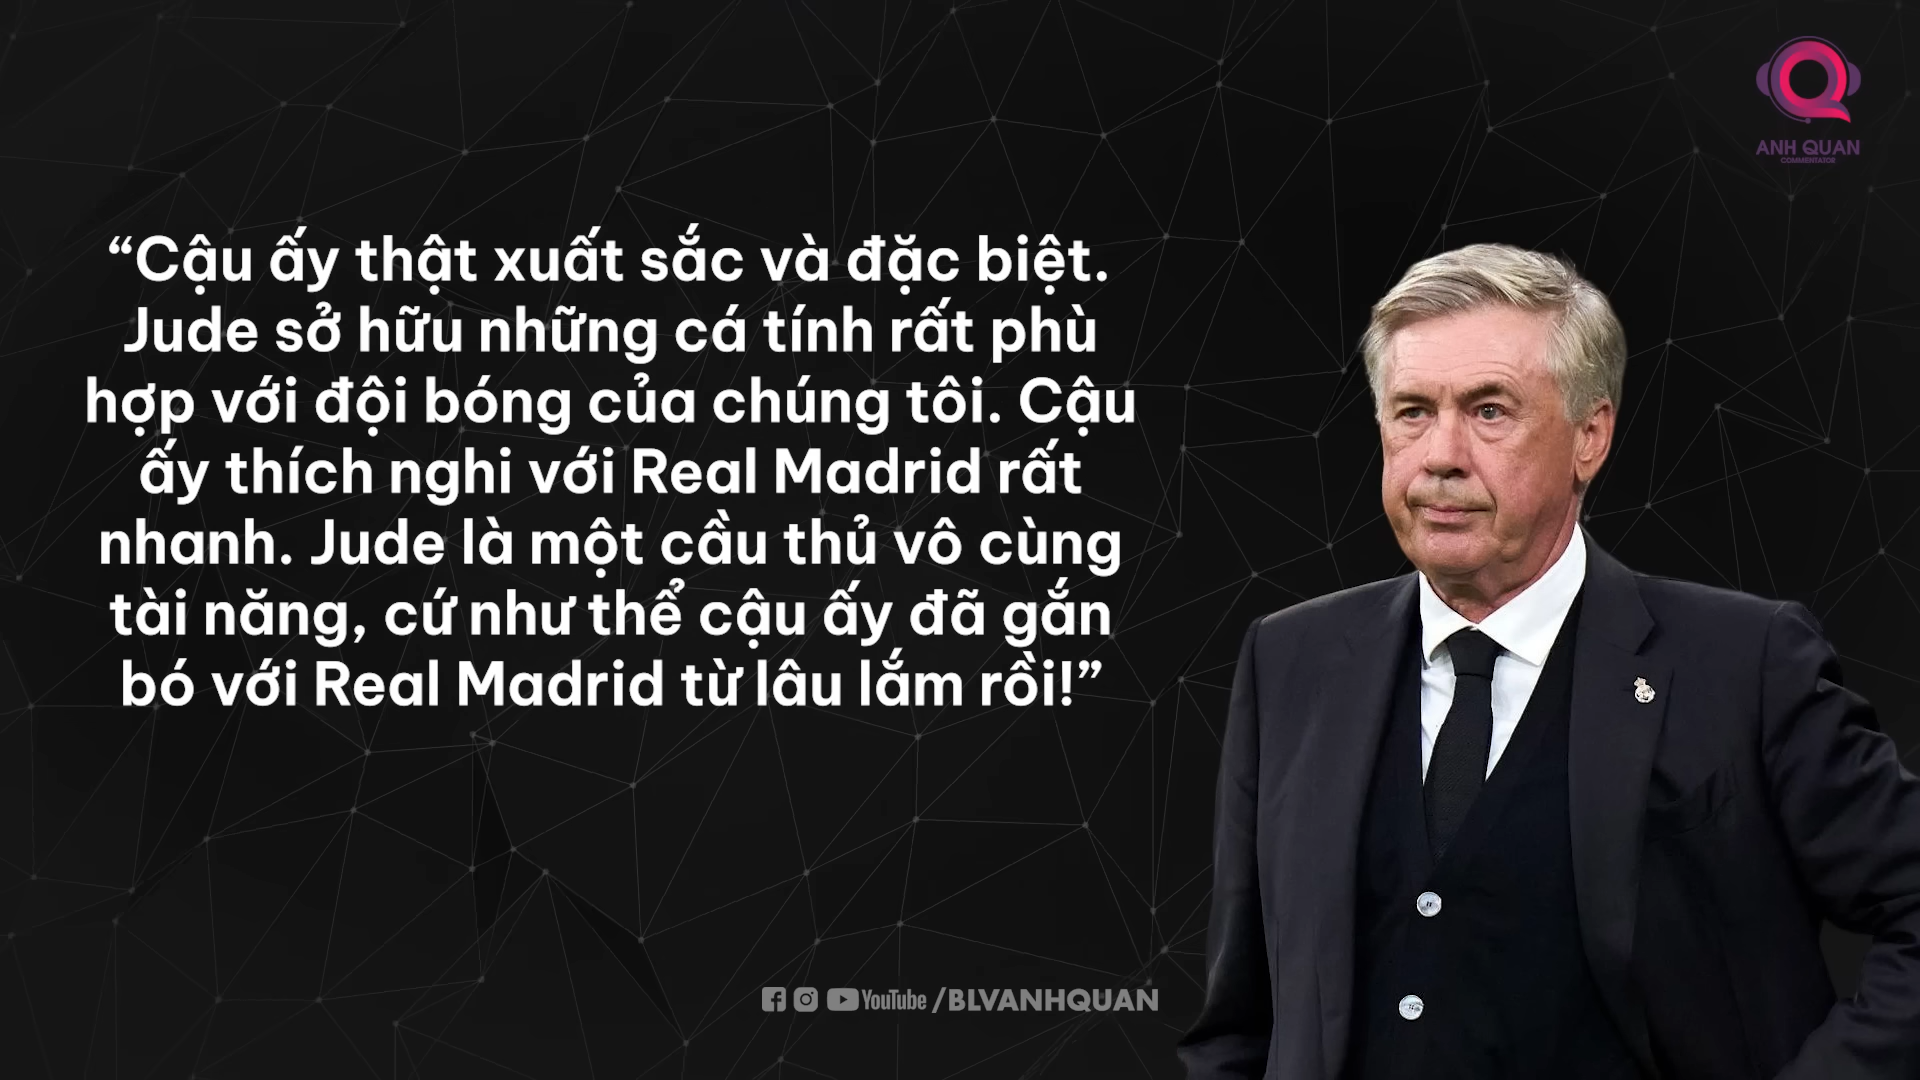 ANH QUAN
COMMENTATOR
“Cậu ấy thật xuất sắc và đặc biệt.
Jude sở hữu những cá tính rất phù
hợp với đội bóng của chúng tôi. Cậu
ấy thích nghi với Real Madrid rất
nhanh. Jude là một cầu thủ vô cùng
tài năng, cứ như thể cậu ấy đã gắn
bó với Real Madrid từ lâu lắm rồi!”
YouTube /BLVANHQUAN